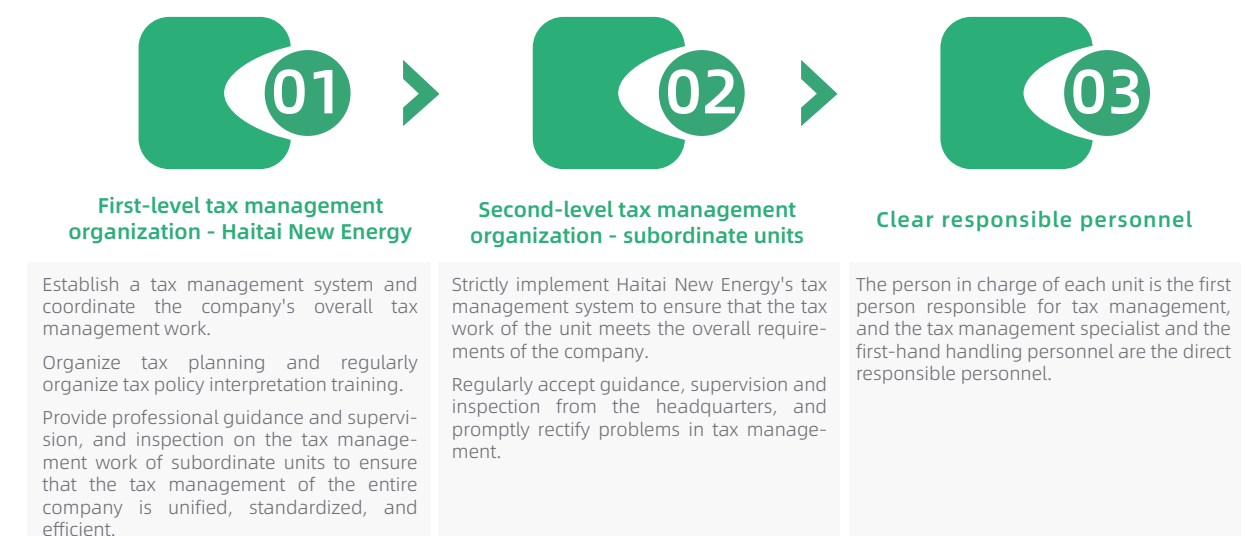 01
02
03
First-level tax management
organization - Haitai New Energy
Second-level tax management
organization - subordinate units
Clear responsible personnel
Establish a tax management system and
coordinate the company's overall tax
management work.
Organize tax planning and regularly
organize tax policy interpretation training.
Provide professional guidance and supervi-
sion, and inspection on the tax manage-
ment work of subordinate units to ensure
that the tax management of the entire
company is unified, standardized, and
efficient.
Strictly implement Haitai New Energy's tax
management system to ensure that the tax
work of the unit meets the overall require-
ments of the company.
Regularly accept guidance, supervision and
inspection from the headquarters, and
promptly rectify problems in tax manage-
ment.
The person in charge of each unit is the first
person responsible for tax management,
and the tax management specialist and the
first-hand handling personnel are the direct
responsible personnel.